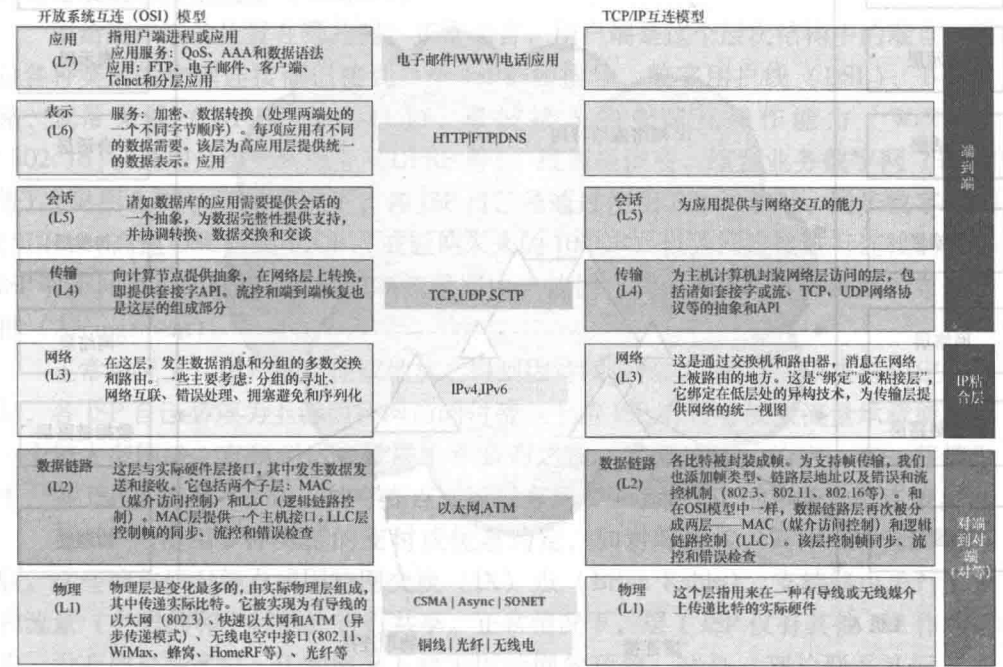 开放系统互连（OSI）模型
TCP/IP互连模型
应用
(L7)
指用户端进程或应用
应用服务：QoS、AAA和数据语法
应用：FTP、电子邮件、客户端、
Telnet和分层应用
电子邮件|WWW|电话|应用
表示
(L6)
服务：加密、数据转换（处理两端处的
一个不同字节顺序）。每项应用有不同
的数据需要。该层为高应用层提供统一
的数据表示。应用
HTTP|FTP|DNS
端到端
会话
(L5)
诸如数据库的应用需要提供会话的
一个抽象，为数据完整性提供支持，
并协调转换、数据交换和交谈
会话
(L5)
为应用提供与网络交互的能力
传输
(L4)
向计算节点提供抽象，在网络层上转换，
即提供套接字API、流控和端到端恢复也
是这层的组成部分
TCP,UDP,SCTP
传输
(L4)
为主机计算机封装网络层访问的层，包
括诸如套接字或流、TCP、UDP网络协
议等的抽象和API
网络
(L3)
在这层，发生数据消息和分组的多数交换
和路由。一些主要考虑：分组的寻址、
网络互联、错误处理、拥塞避免和序列化
IPv4,IPv6
网络
(L3)
这是通过交换机和路由器，消息在网络
上被路由的地方。这是“绑定”或“粘接层”，
它绑定在低层处的异构技术，为传输层提
供网络的统一视图
IP粘
合层
数据链路
(L2)
这层与实际硬件层接口，其中发生数据发
送和接收。它包括两个子层：MAC
（媒介访问控制）和LLC（逻辑链路控
制）。MAC层提供一个主机接口，LLC层
控制帧的同步、流控和错误检查
以太网,ATM
数据链路
(L2)
各比特被封装成帧。为支持帧传输，我们
也添加帧类型、链路层地址以及错误和流
控机制（802.3、802.11、802.16等）。和
在OSI模型中一样，数据链路层再次被分
成两层——MAC（媒介访问控制）和逻辑
链路控制（LLC）。该层控制帧同步、流
控和错误检查
对端
到对
端
（对等）
物理
(L1)
物理层是变化最多的，由实际物理层组成，
其中传递实际比特。它被实现为有导线的
以太网（802.3）、快速以太网和ATM（异
步传递模式）、无线电空中接口（802.11、
WiMax、蜂窝、HomeRF等）、光纤等
CSMA | Async | SONET
铜线 | 光纤 | 无线电
物理
(L1)
这个层指用来在一种有导线或无线媒介
上传递比特的实际硬件